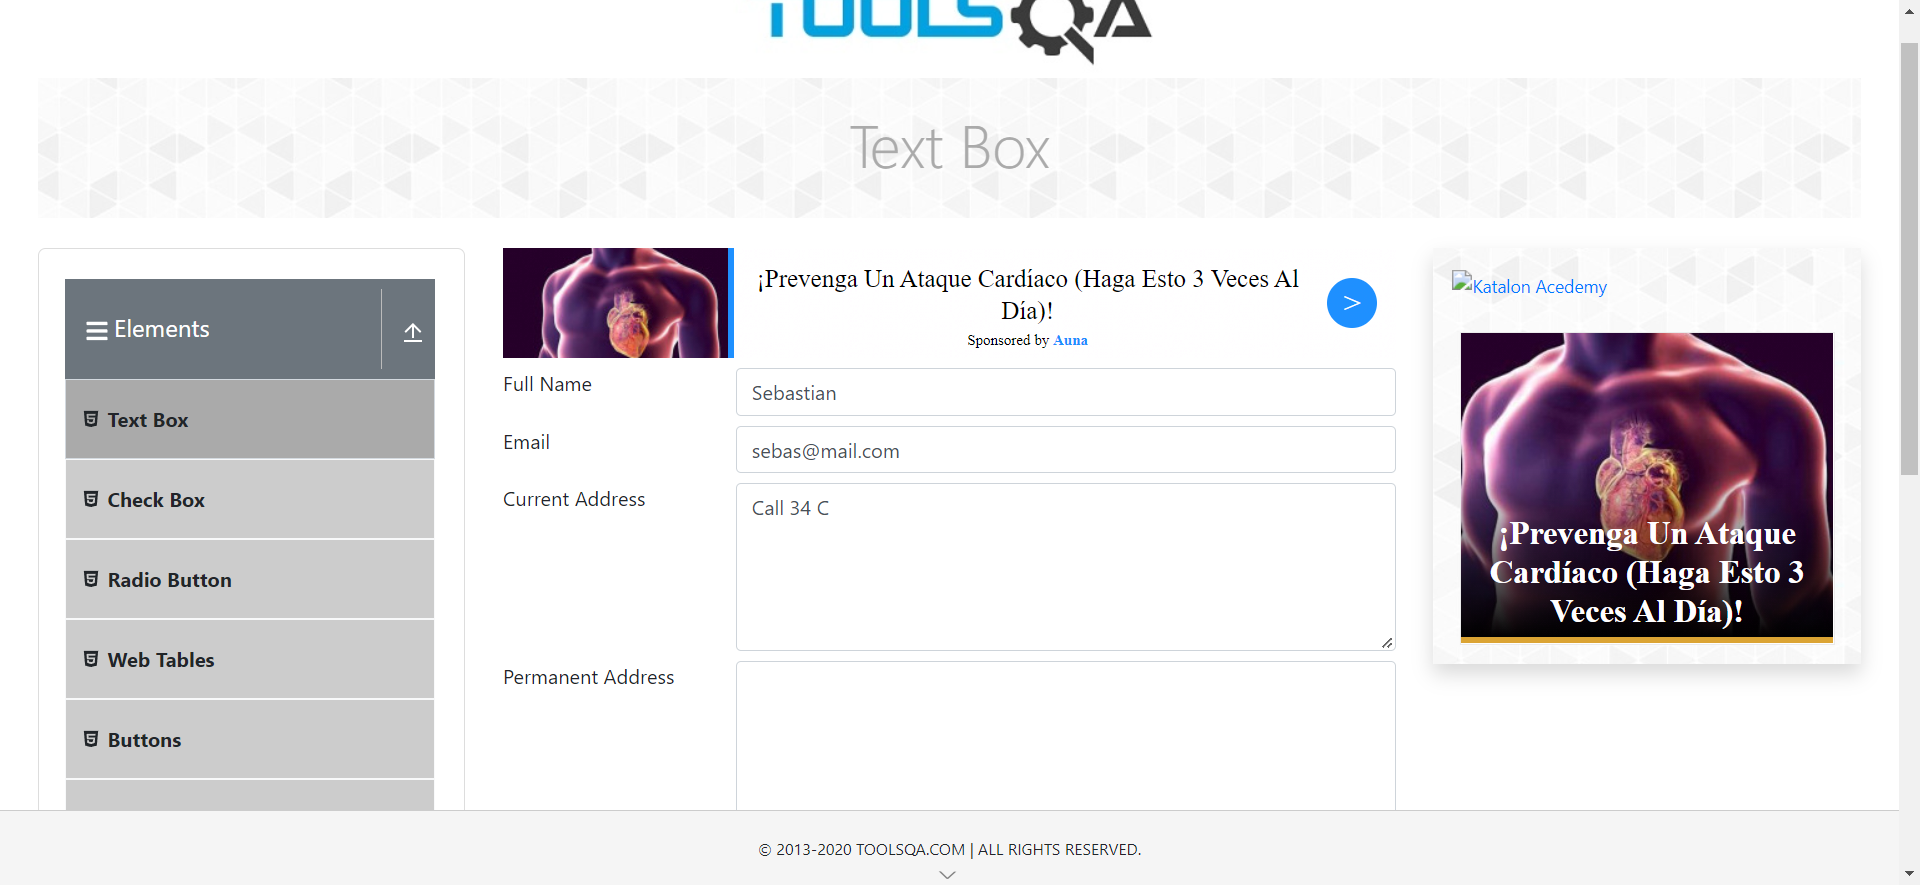 TOOLSQA
Text Box
Elements
Text Box
Check Box
Radio Button
Web Tables
Buttons
¡Prevenga Un Ataque Cardíaco (Haga Esto 3 Veces Al
Día)!
Sponsored by Auna
>
Full Name
Sebastian
Email
sebas@mail.com
Current Address
Call 34 C
Permanent Address
Katalon Acedemy
¡Prevenga Un Ataque
Cardíaco (Haga Esto 3
Veces Al Día)!
© 2013-2020 TOOLSQA.COM | ALL RIGHTS RESERVED.